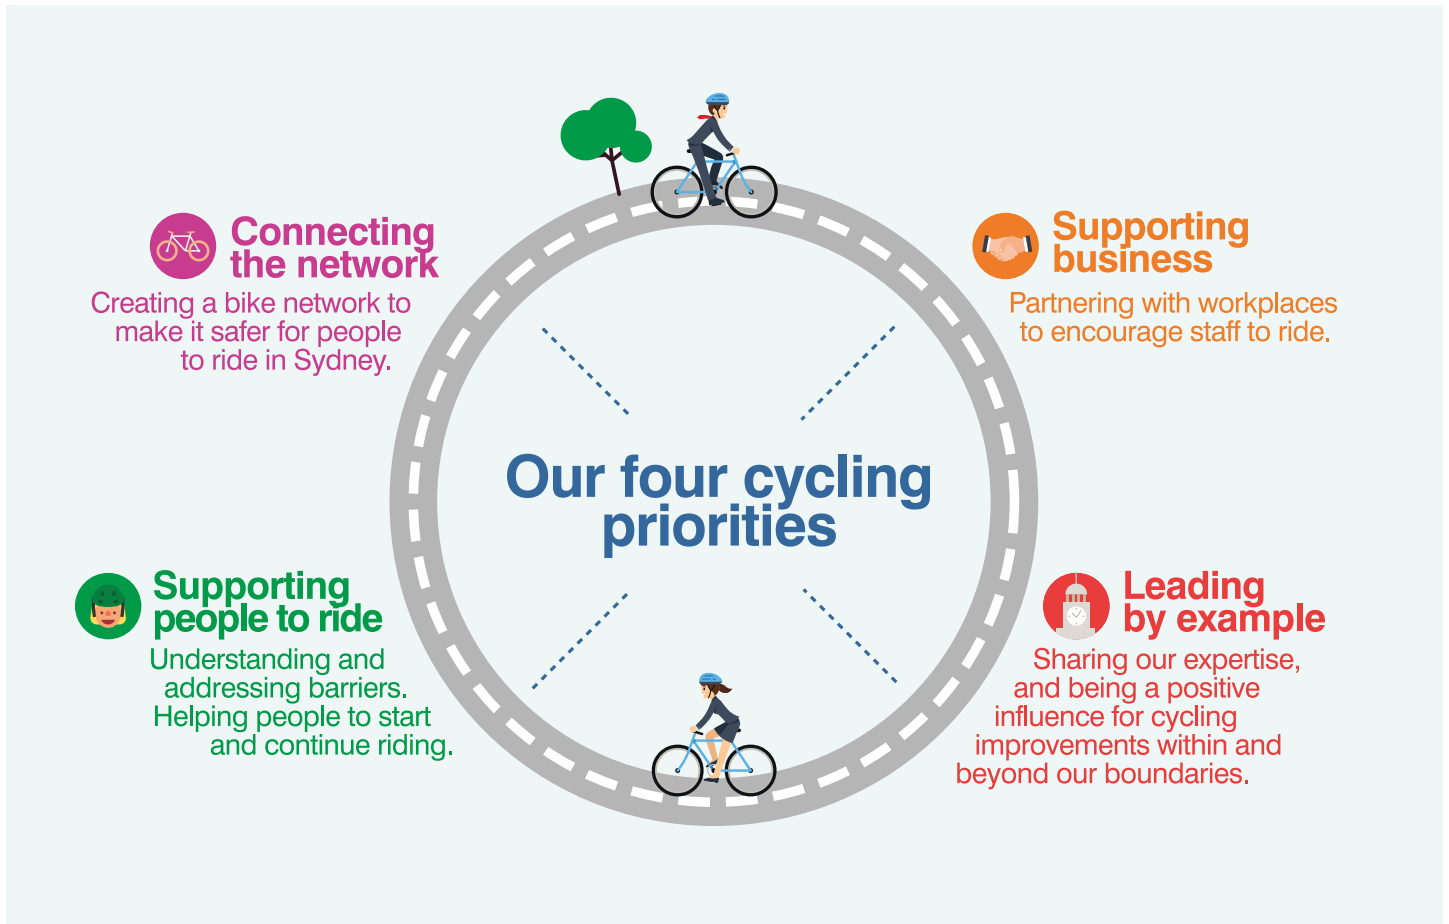 Connecting
the network
Creating a bike network to
make it safer for people
to ride in Sydney.
Supporting
business
Partnering with workplaces
to encourage staff to ride.
Our four cycling
priorities
Supporting
people to ride
Understanding and
addressing barriers.
Helping people to start
and continue riding.
Leading
by example
Sharing our expertise,
and being a positive
influence for cycling
improvements within and
beyond our boundaries.